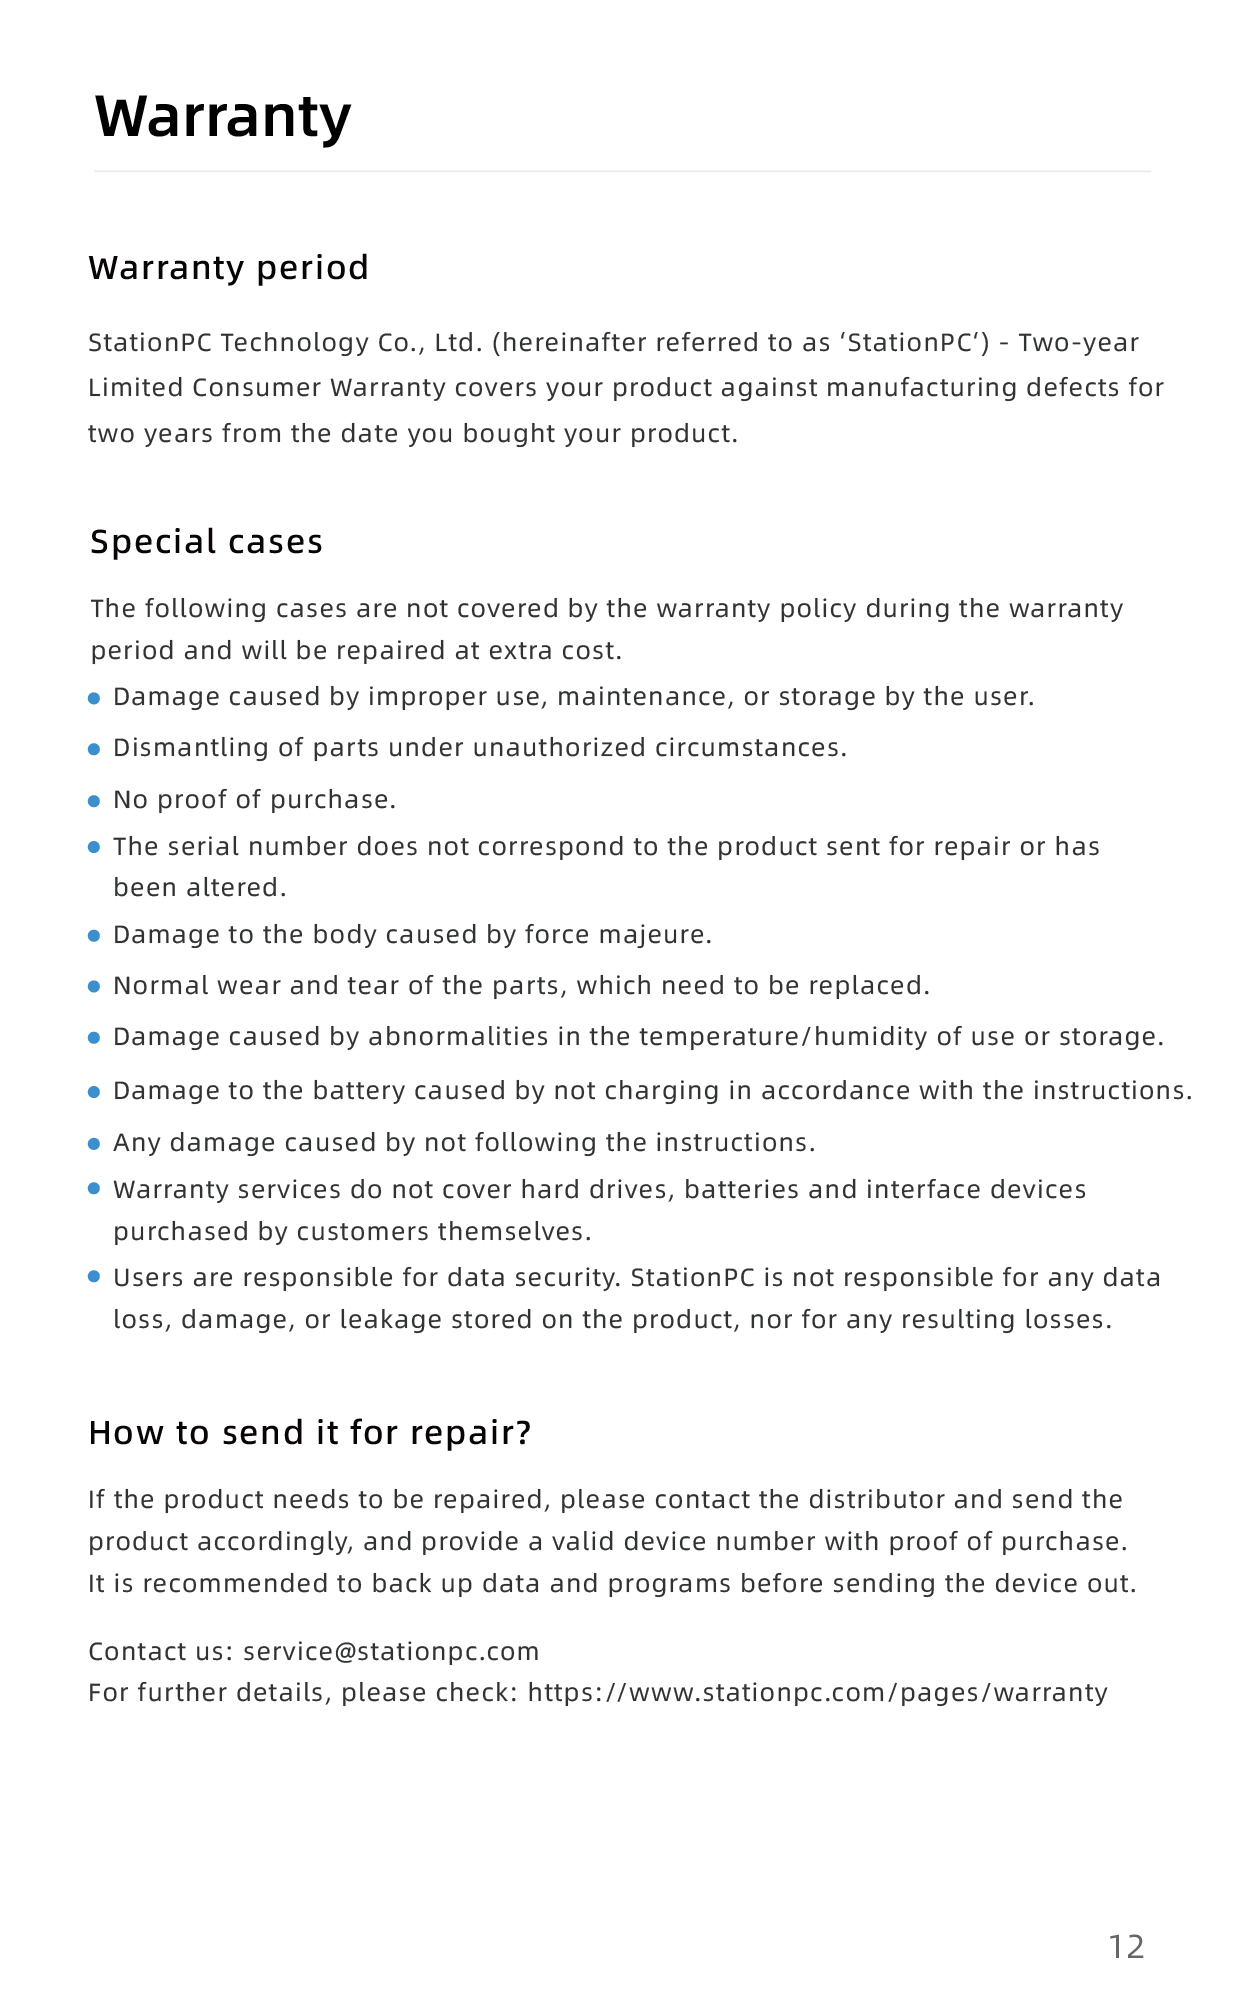 Warranty
Warranty period
StationPC Technology Co., Ltd. (hereinafter referred to as ‘StationPC‘) - Two-year
Limited Consumer Warranty covers your product against manufacturing defects for
two years from the date you bought your product.
Special cases
The following cases are not covered by the warranty policy during the warranty
period and will be repaired at extra cost.
● Damage caused by improper use, maintenance, or storage by the user.
● Dismantling of parts under unauthorized circumstances.
● No proof of purchase.
● The serial number does not correspond to the product sent for repair or has
been altered.
● Damage to the body caused by force majeure.
● Normal wear and tear of the parts, which need to be replaced.
● Damage caused by abnormalities in the temperature/humidity of use or storage.
● Damage to the battery caused by not charging in accordance with the instructions.
● Any damage caused by not following the instructions.
● Warranty services do not cover hard drives, batteries and interface devices
purchased by customers themselves.
● Users are responsible for data security. StationPC is not responsible for any data
loss, damage, or leakage stored on the product, nor for any resulting losses.
How to send it for repair?
If the product needs to be repaired, please contact the distributor and send the
product accordingly, and provide a valid device number with proof of purchase.
It is recommended to back up data and programs before sending the device out.
Contact us: service@stationpc.com
For further details, please check: https://www.stationpc.com/pages/warranty
12